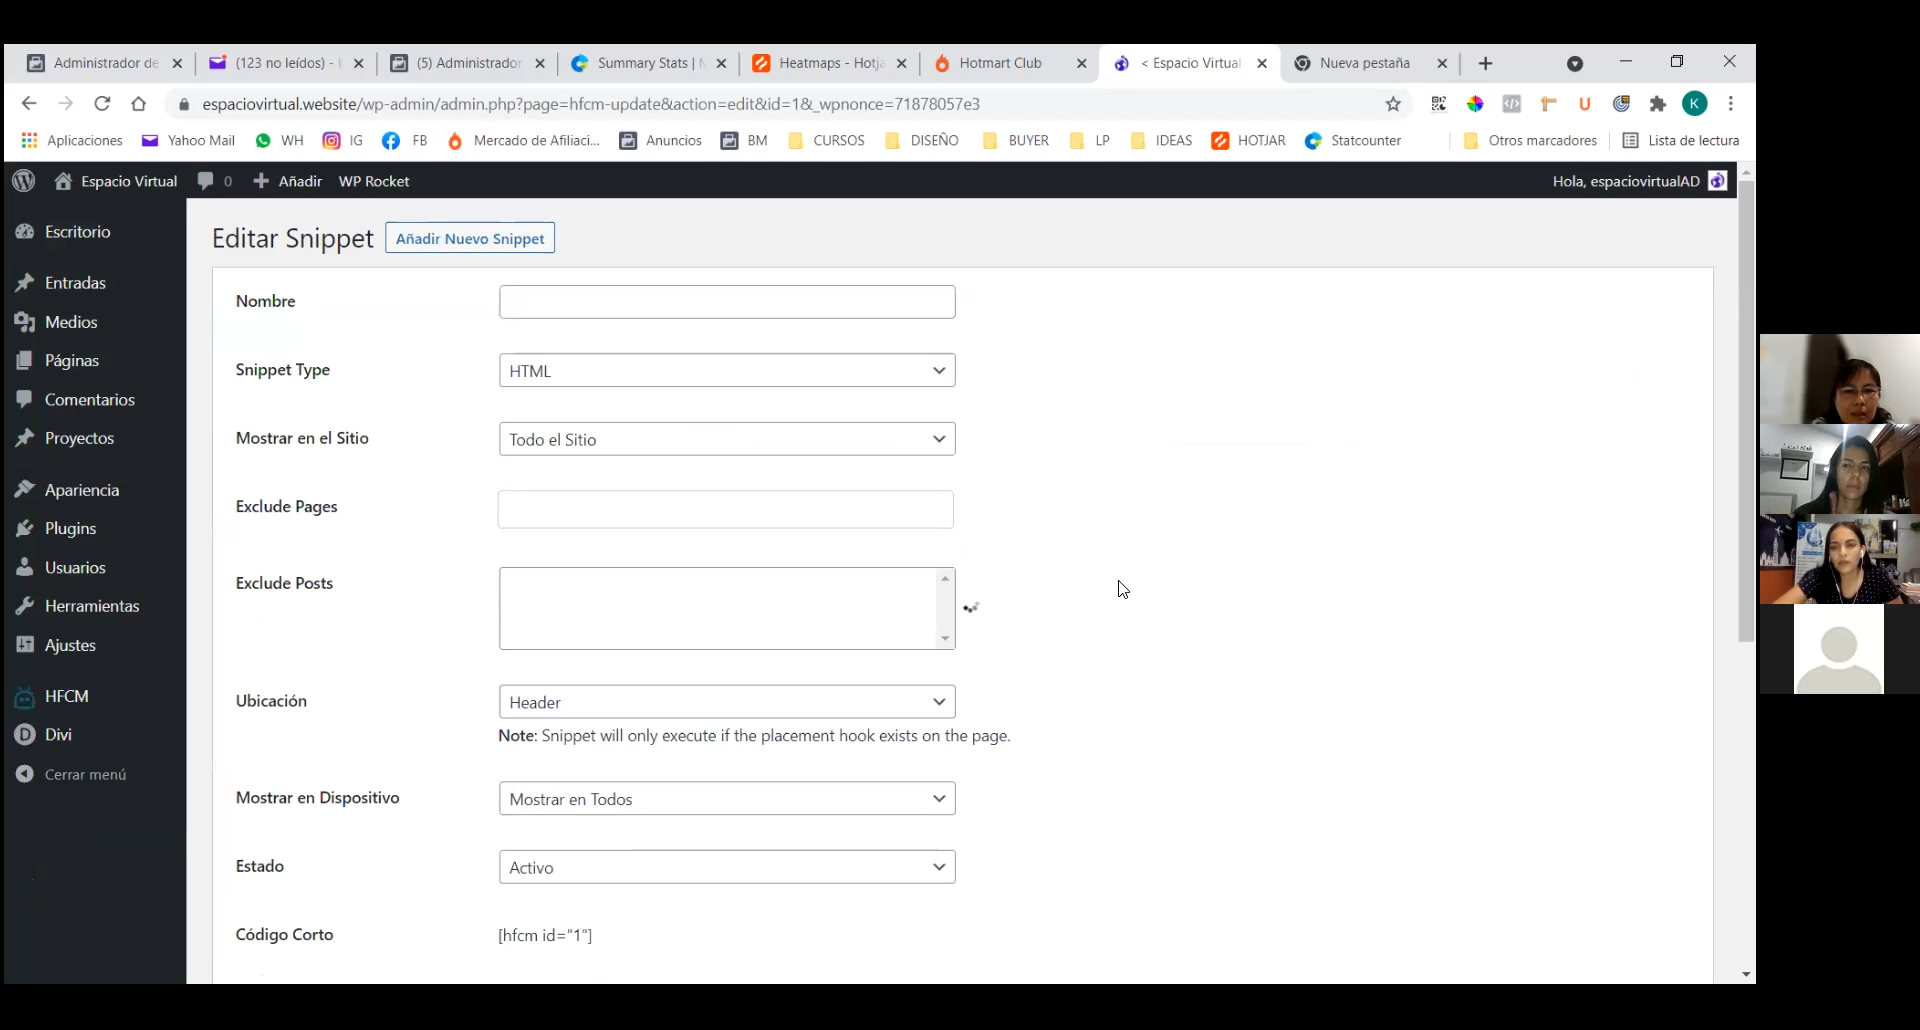 Administrador de
(123 no leídos) -
(5) Administrador
Summary Stats |
Heatmaps - Hotja
Hotmart Club
< Espacio Virtual
Nueva pestaña
espaciovirtual.website/wp-admin/admin.php?page=hfcm-update&action=edit&id=1&_wpnonce=71878057e3
K
Aplicaciones
Yahoo Mail
WH
IG
FB
Mercado de Afiliaci...
Anuncios
BM
CURSOS
DISEÑO
BUYER
LP
IDEAS
HOTJAR
Statcounter
Otros marcadores
Lista de lectura
Espacio Virtual
0
Añadir
WP Rocket
Hola, espaciovirtualAD
Escritorio
Entradas
Medios
Páginas
Comentarios
Proyectos
Apariencia
Plugins
Usuarios
Herramientas
Ajustes
HFCM
Divi
Cerrar menú
Editar Snippet
Añadir Nuevo Snippet
Nombre
Snippet Type
HTML
Mostrar en el Sitio
Todo el Sitio
Exclude Pages
Exclude Posts
Ubicación
Header
Note: Snippet will only execute if the placement hook exists on the page.
Mostrar en Dispositivo
Mostrar en Todos
Estado
Activo
Código Corto
[hfcm id="1"]